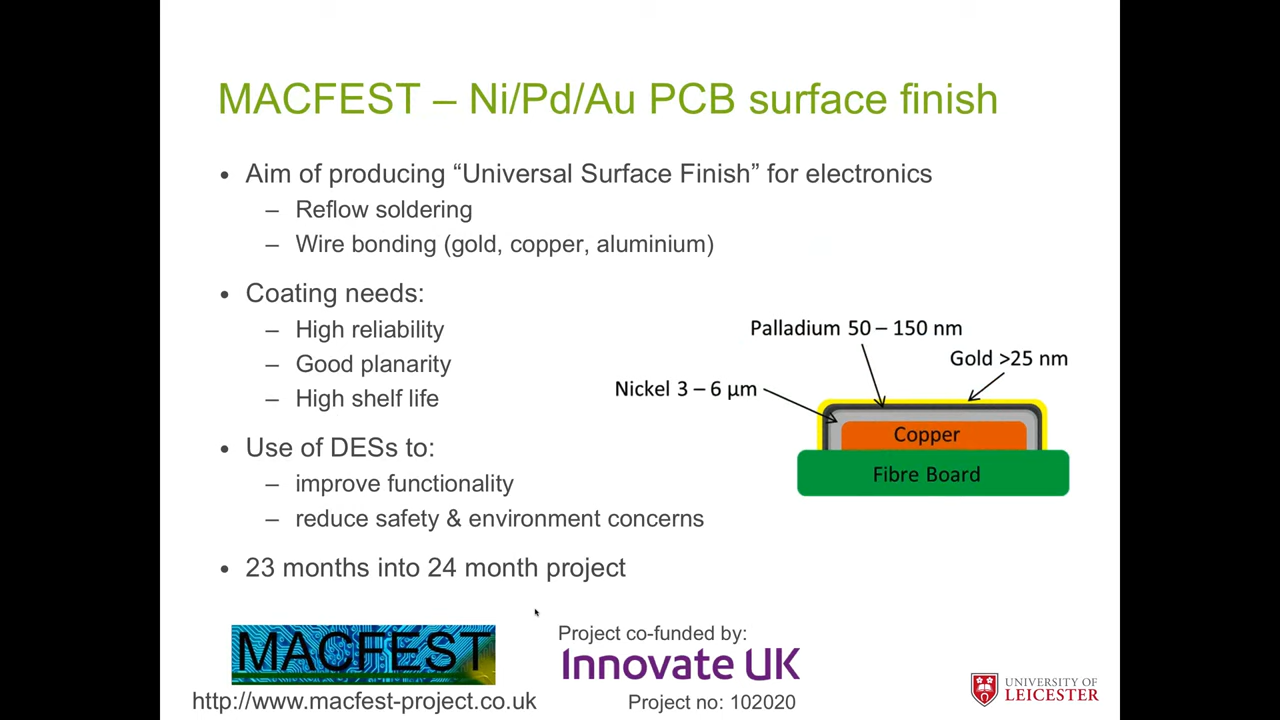 MACFEST – Ni/Pd/Au PCB surface finish
• Aim of producing “Universal Surface Finish” for electronics
– Reflow soldering
– Wire bonding (gold, copper, aluminium)
• Coating needs:
– High reliability
– Good planarity
– High shelf life
• Use of DESs to:
– improve functionality
– reduce safety & environment concerns
• 23 months into 24 month project
Palladium 50 – 150 nm
Gold >25 nm
Nickel 3 – 6 µm
Copper
Fibre Board
MACFEST
http://www.macfest-project.co.uk
Project co-funded by:
Innovate UK
Project no: 102020
UNIVERSITY OF
LEICESTER